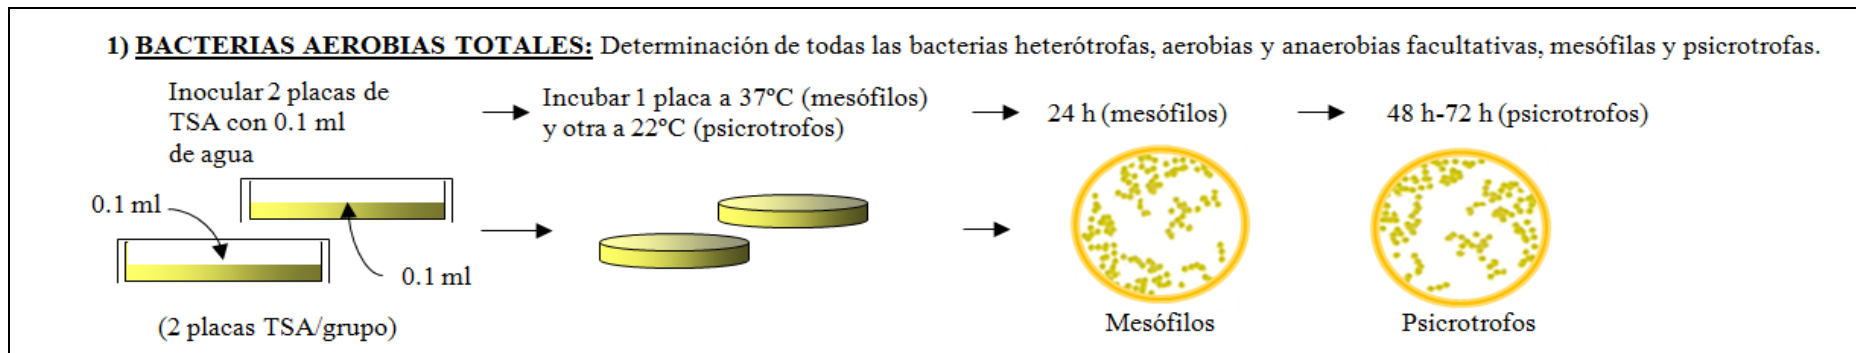 1) BACTERIAS AEROBIAS TOTALES: Determinación de todas las bacterias heterótrofas, aerobias y anaerobias facultativas, mesófilas y psicrotrofas.
Inocular 2 placas de
TSA con 0.1 ml
de agua
Incubar 1 placa a 37ºC (mesófilos)
y otra a 22ºC (psicrotrofos)
24 h (mesófilos)
48 h-72 h (psicrotrofos)
0.1 ml
0.1 ml
(2 placas TSA/grupo)
Mesófilos
Psicrotrofos